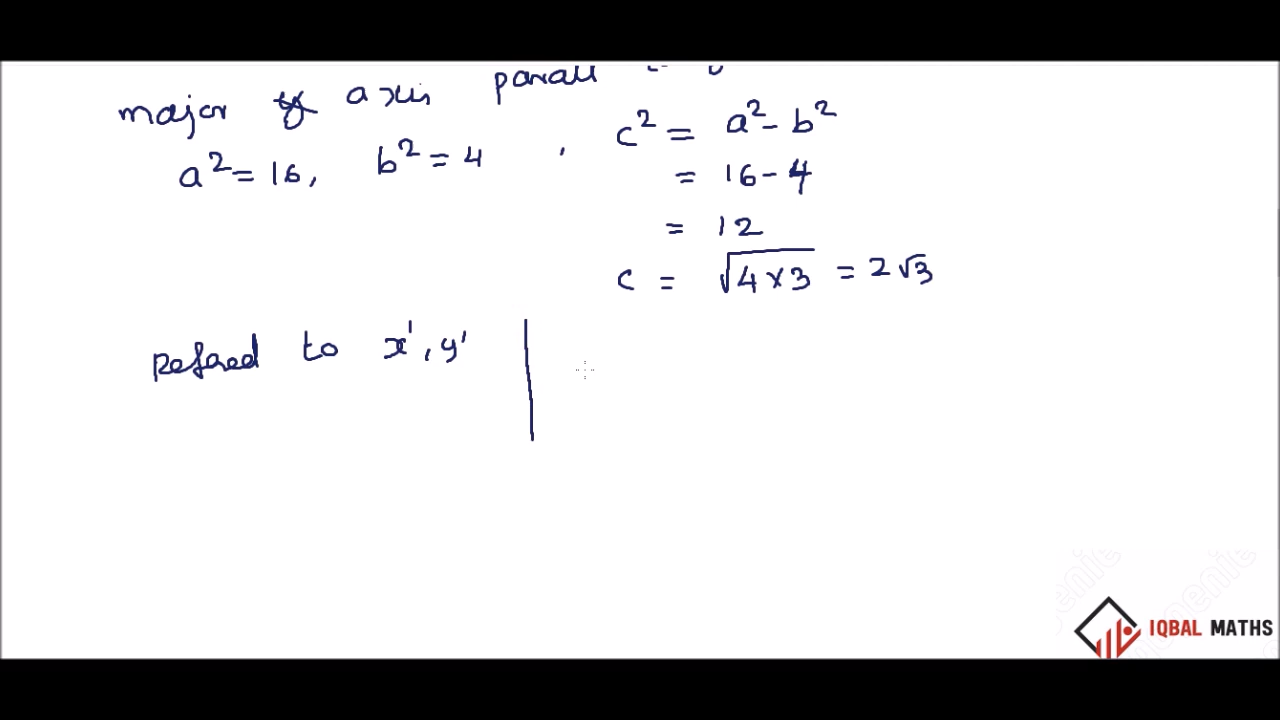 major axis parall
a² = 16, b² = 4 , c² = a² - b²
= 16 - 4
= 12
c = √4×3 = 2√3
refered to x', y'
IQBAL MATHS